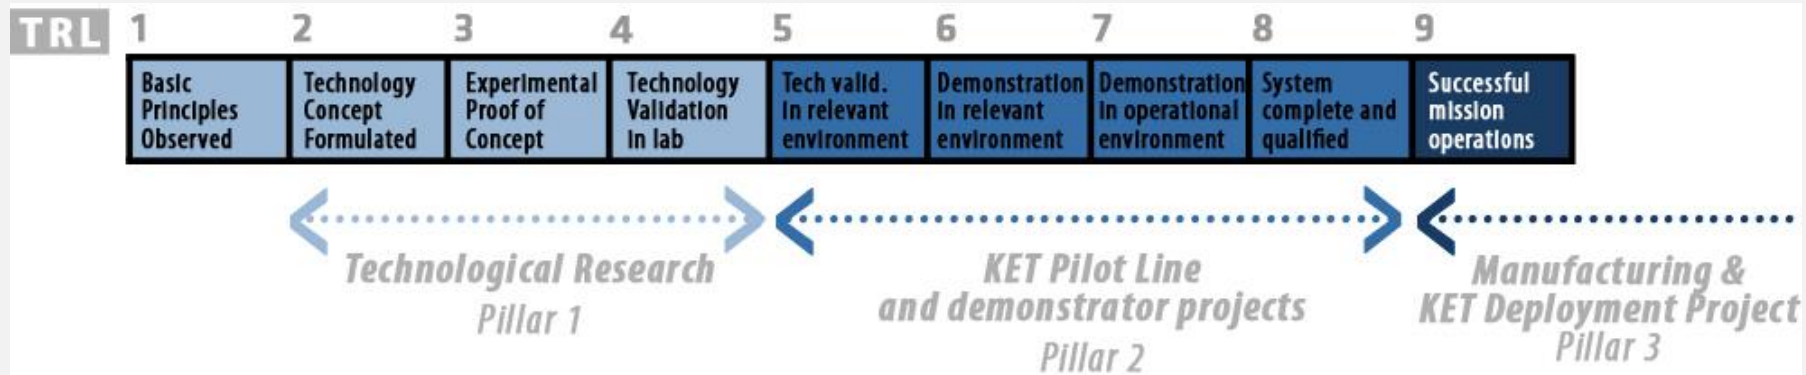 TRL 1 2 3 4 5 6 7 8 9
Basic
Principles
Observed
Technology
Concept
Formulated
Experimental
Proof of
Concept
Technology
Validation
in lab
Tech valid.
in relevant
environment
Demonstration
in relevant
environment
Demonstration
in operational
environment
System
complete and
qualified
Successful
mission
operations
Technological Research
Pillar 1
KET Pilot Line
and demonstrator projects
Pillar 2
Manufacturing &
KET Deployment Project
Pillar 3